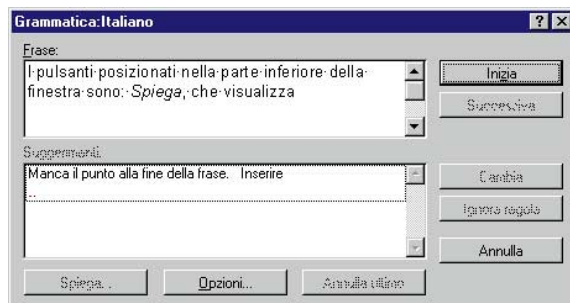 Grammatica:Italiano
Frase:
I·pulsanti·posizionati·nella·parte·inferiore·della·
finestra·sono:·Spiega,·che·visualizza
Inizia
Successiva
Suggerimenti:
Manca il punto alla fine della frase. Inserire
..
Cambia
Ignora regola
Annulla
Spiega...
Opzioni...
Annulla ultimo